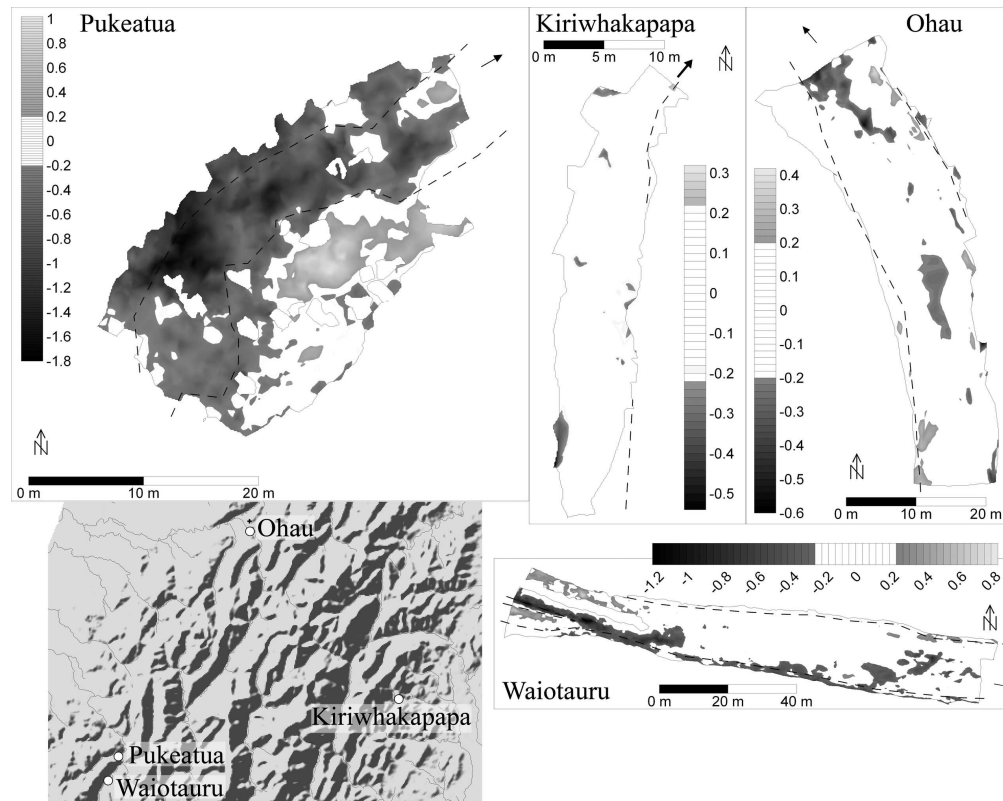 Pukeatua
1
0.8
0.6
0.4
0.2
0
-0.2
-0.4
-0.6
-0.8
-1
-1.2
-1.4
-1.6
-1.8
N
0 m 10 m 20 m
Kiriwhakapapa
0 m 5 m 10 m
N
0.3
0.2
0.1
0
-0.1
-0.2
-0.3
-0.4
-0.5
Ohau
0.4
0.3
0.2
0.1
0
-0.1
-0.2
-0.3
-0.4
-0.5
-0.6
N
0 m 10 m 20 m
Ohau
Kiriwhakapapa
Pukeatua
Waiotauru
-1.2 -1 -0.8 -0.6 -0.4 -0.2 0 0.2 0.4 0.6 0.8
N
Waiotauru
0 m 20 m 40 m